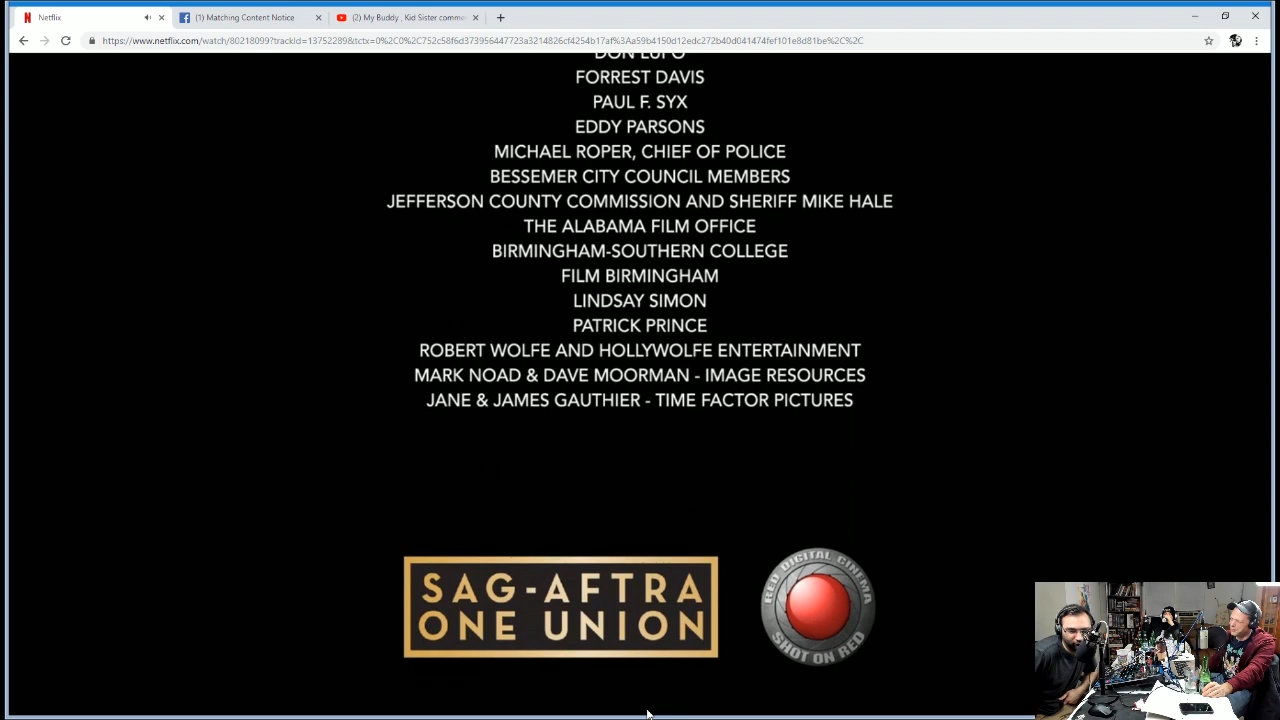 Netflix
(1) Matching Content Notice
(2) My Buddy , Kid Sister comme
https://www.netflix.com/watch/80218099?trackId=13752289&tctx=0%2C0%2C752c58f6d373956447723a3214826cf4254b17af%3Aa59b4150d12edc272b40d041474fef101e8d81be%2C%2C
DON LUPO
FORREST DAVIS
PAUL F. SYX
EDDY PARSONS
MICHAEL ROPER, CHIEF OF POLICE
BESSEMER CITY COUNCIL MEMBERS
JEFFERSON COUNTY COMMISSION AND SHERIFF MIKE HALE
THE ALABAMA FILM OFFICE
BIRMINGHAM-SOUTHERN COLLEGE
FILM BIRMINGHAM
LINDSAY SIMON
PATRICK PRINCE
ROBERT WOLFE AND HOLLYWOLFE ENTERTAINMENT
MARK NOAD & DAVE MOORMAN - IMAGE RESOURCES
JANE & JAMES GAUTHIER - TIME FACTOR PICTURES
SAG-AFTRA
ONE UNION
RED DIGITAL CINEMA
SHOT ON RED